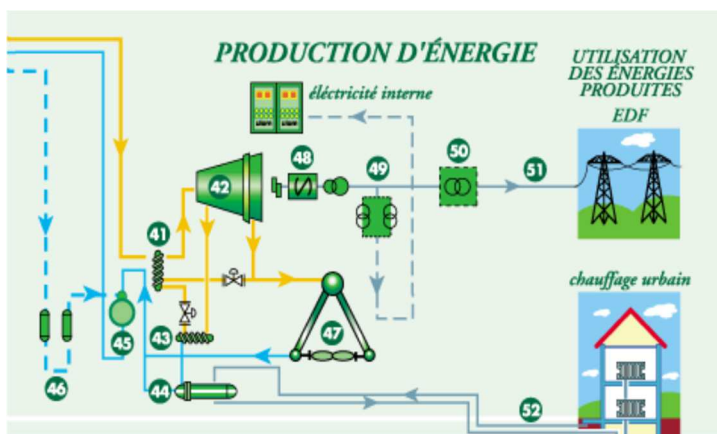 PRODUCTION D'ÉNERGIE
UTILISATION
DES ÉNERGIES
PRODUITES
EDF
éléctricité interne
48
49
50
51
42
41
chauffage urbain
43
45
47
46
44
52